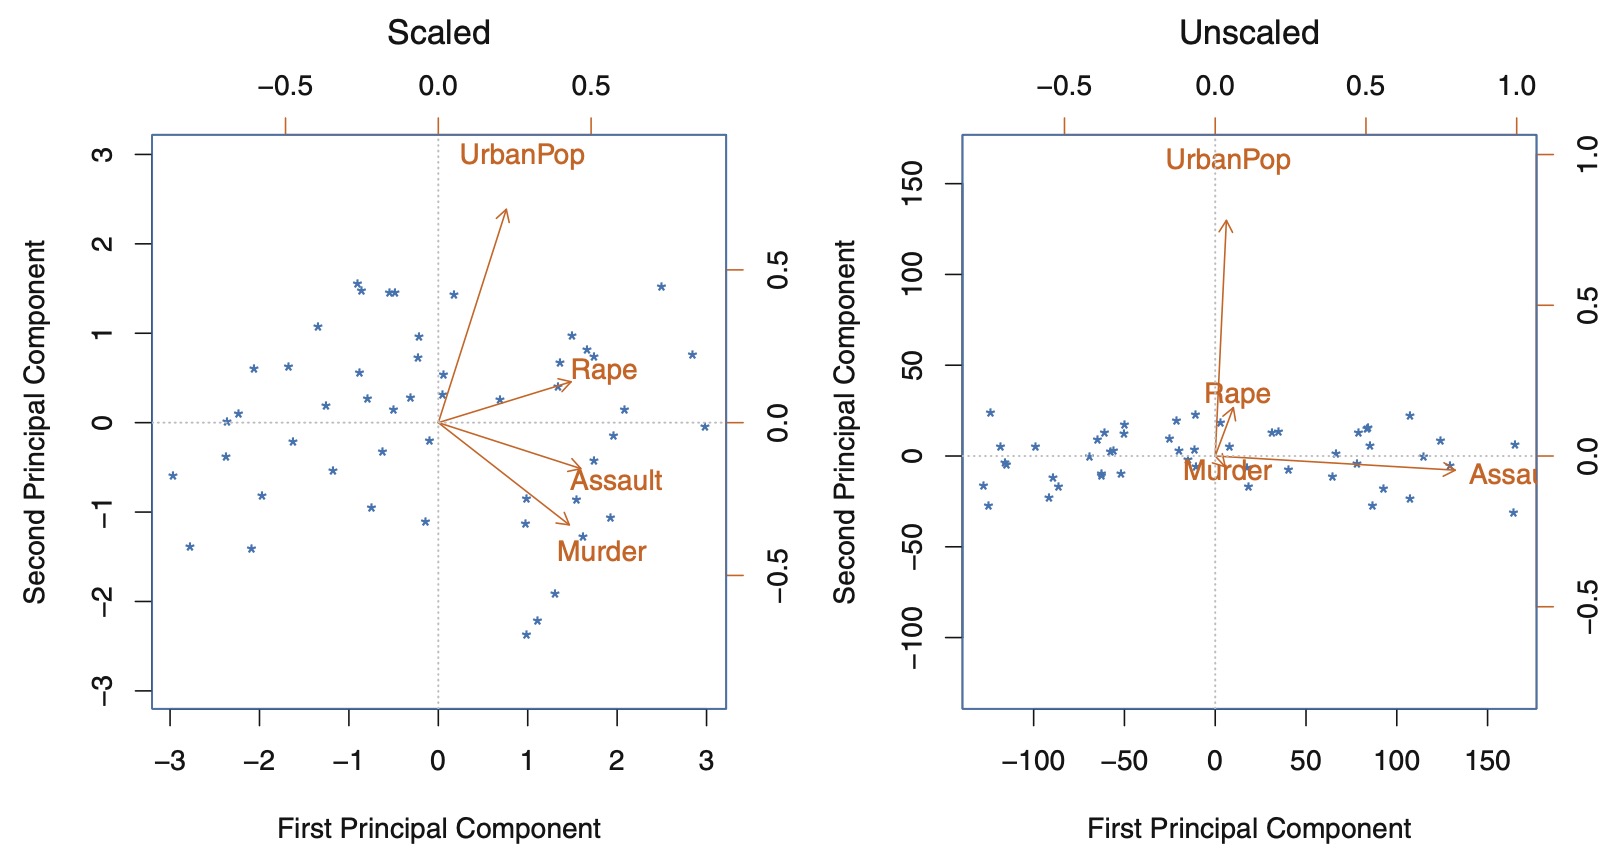 Scaled
−0.5 0.0 0.5
3
2
1
0
−1
−2
−3
Second Principal Component
UrbanPop
Rape
Assault
Murder
0.5
0.0
−0.5
−3 −2 −1 0 1 2 3
First Principal Component
Unscaled
−0.5 0.0 0.5 1.0
150
100
50
0
−50
−100
Second Principal Component
UrbanPop
Rape
Murder
Assau
1.0
0.5
0.0
−0.5
−100 −50 0 50 100 150
First Principal Component